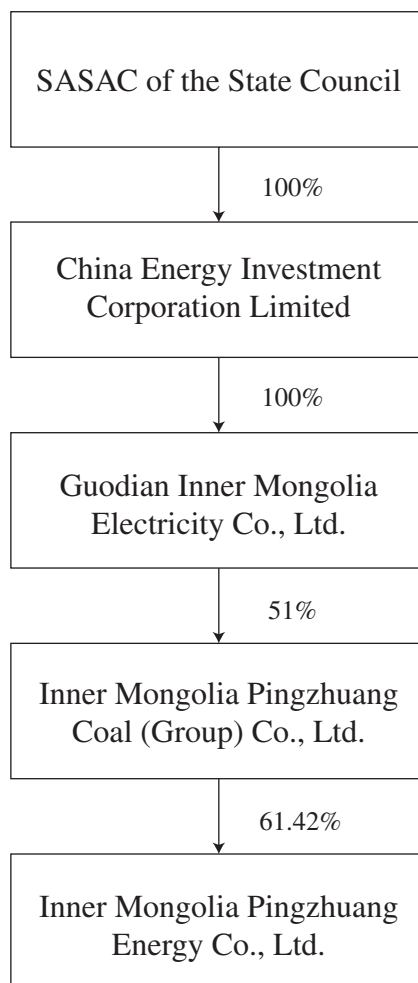 SASAC of the State Council
100%
China Energy Investment
Corporation Limited
100%
Guodian Inner Mongolia
Electricity Co., Ltd.
51%
Inner Mongolia Pingzhuang
Coal (Group) Co., Ltd.
61.42%
Inner Mongolia Pingzhuang
Energy Co., Ltd.